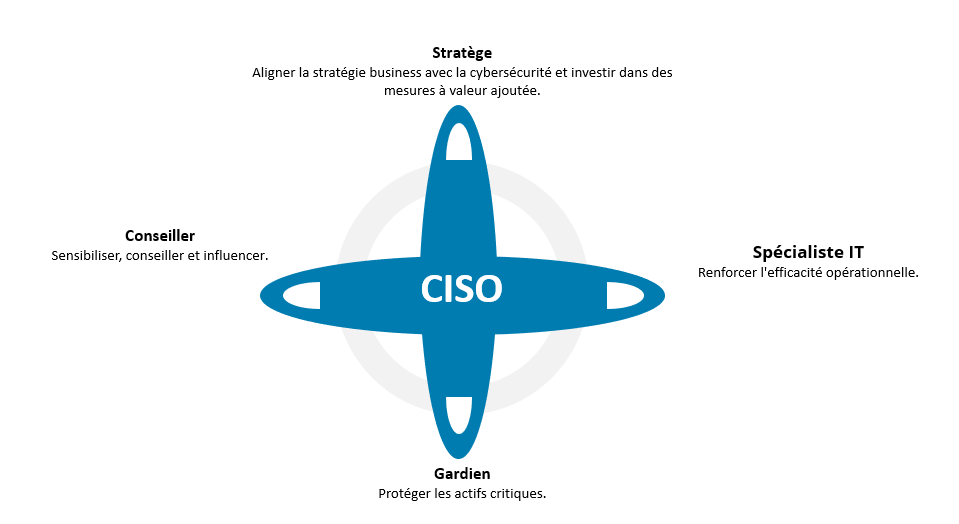 Stratège
Aligner la stratégie business avec la cybersécurité et investir dans des
mesures à valeur ajoutée.
Conseiller
Sensibiliser, conseiller et influencer.
Spécialiste IT
Renforcer l'efficacité opérationnelle.
CISO
Gardien
Protéger les actifs critiques.